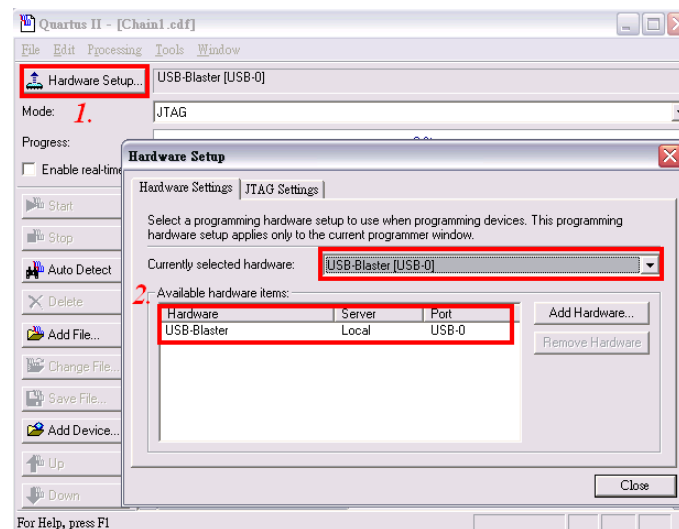 Quartus II - [Chain1.cdf]
File Edit Processing Tools Window
Hardware Setup... USB-Blaster [USB-0]
Mode: JTAG
1.
Progress:
Enable real-time
Start
Stop
Auto Detect
Delete
Add File...
Change File...
Save File...
Add Device...
Up
Down
For Help, press F1
Hardware Setup
Hardware Settings JTAG Settings
Select a programming hardware setup to use when programming devices. This programming
hardware setup applies only to the current programmer window.
Currently selected hardware: USB-Blaster [USB-0]
2. Available hardware items:
Hardware Server Port
USB-Blaster Local USB-0
Add Hardware...
Remove Hardware
Close